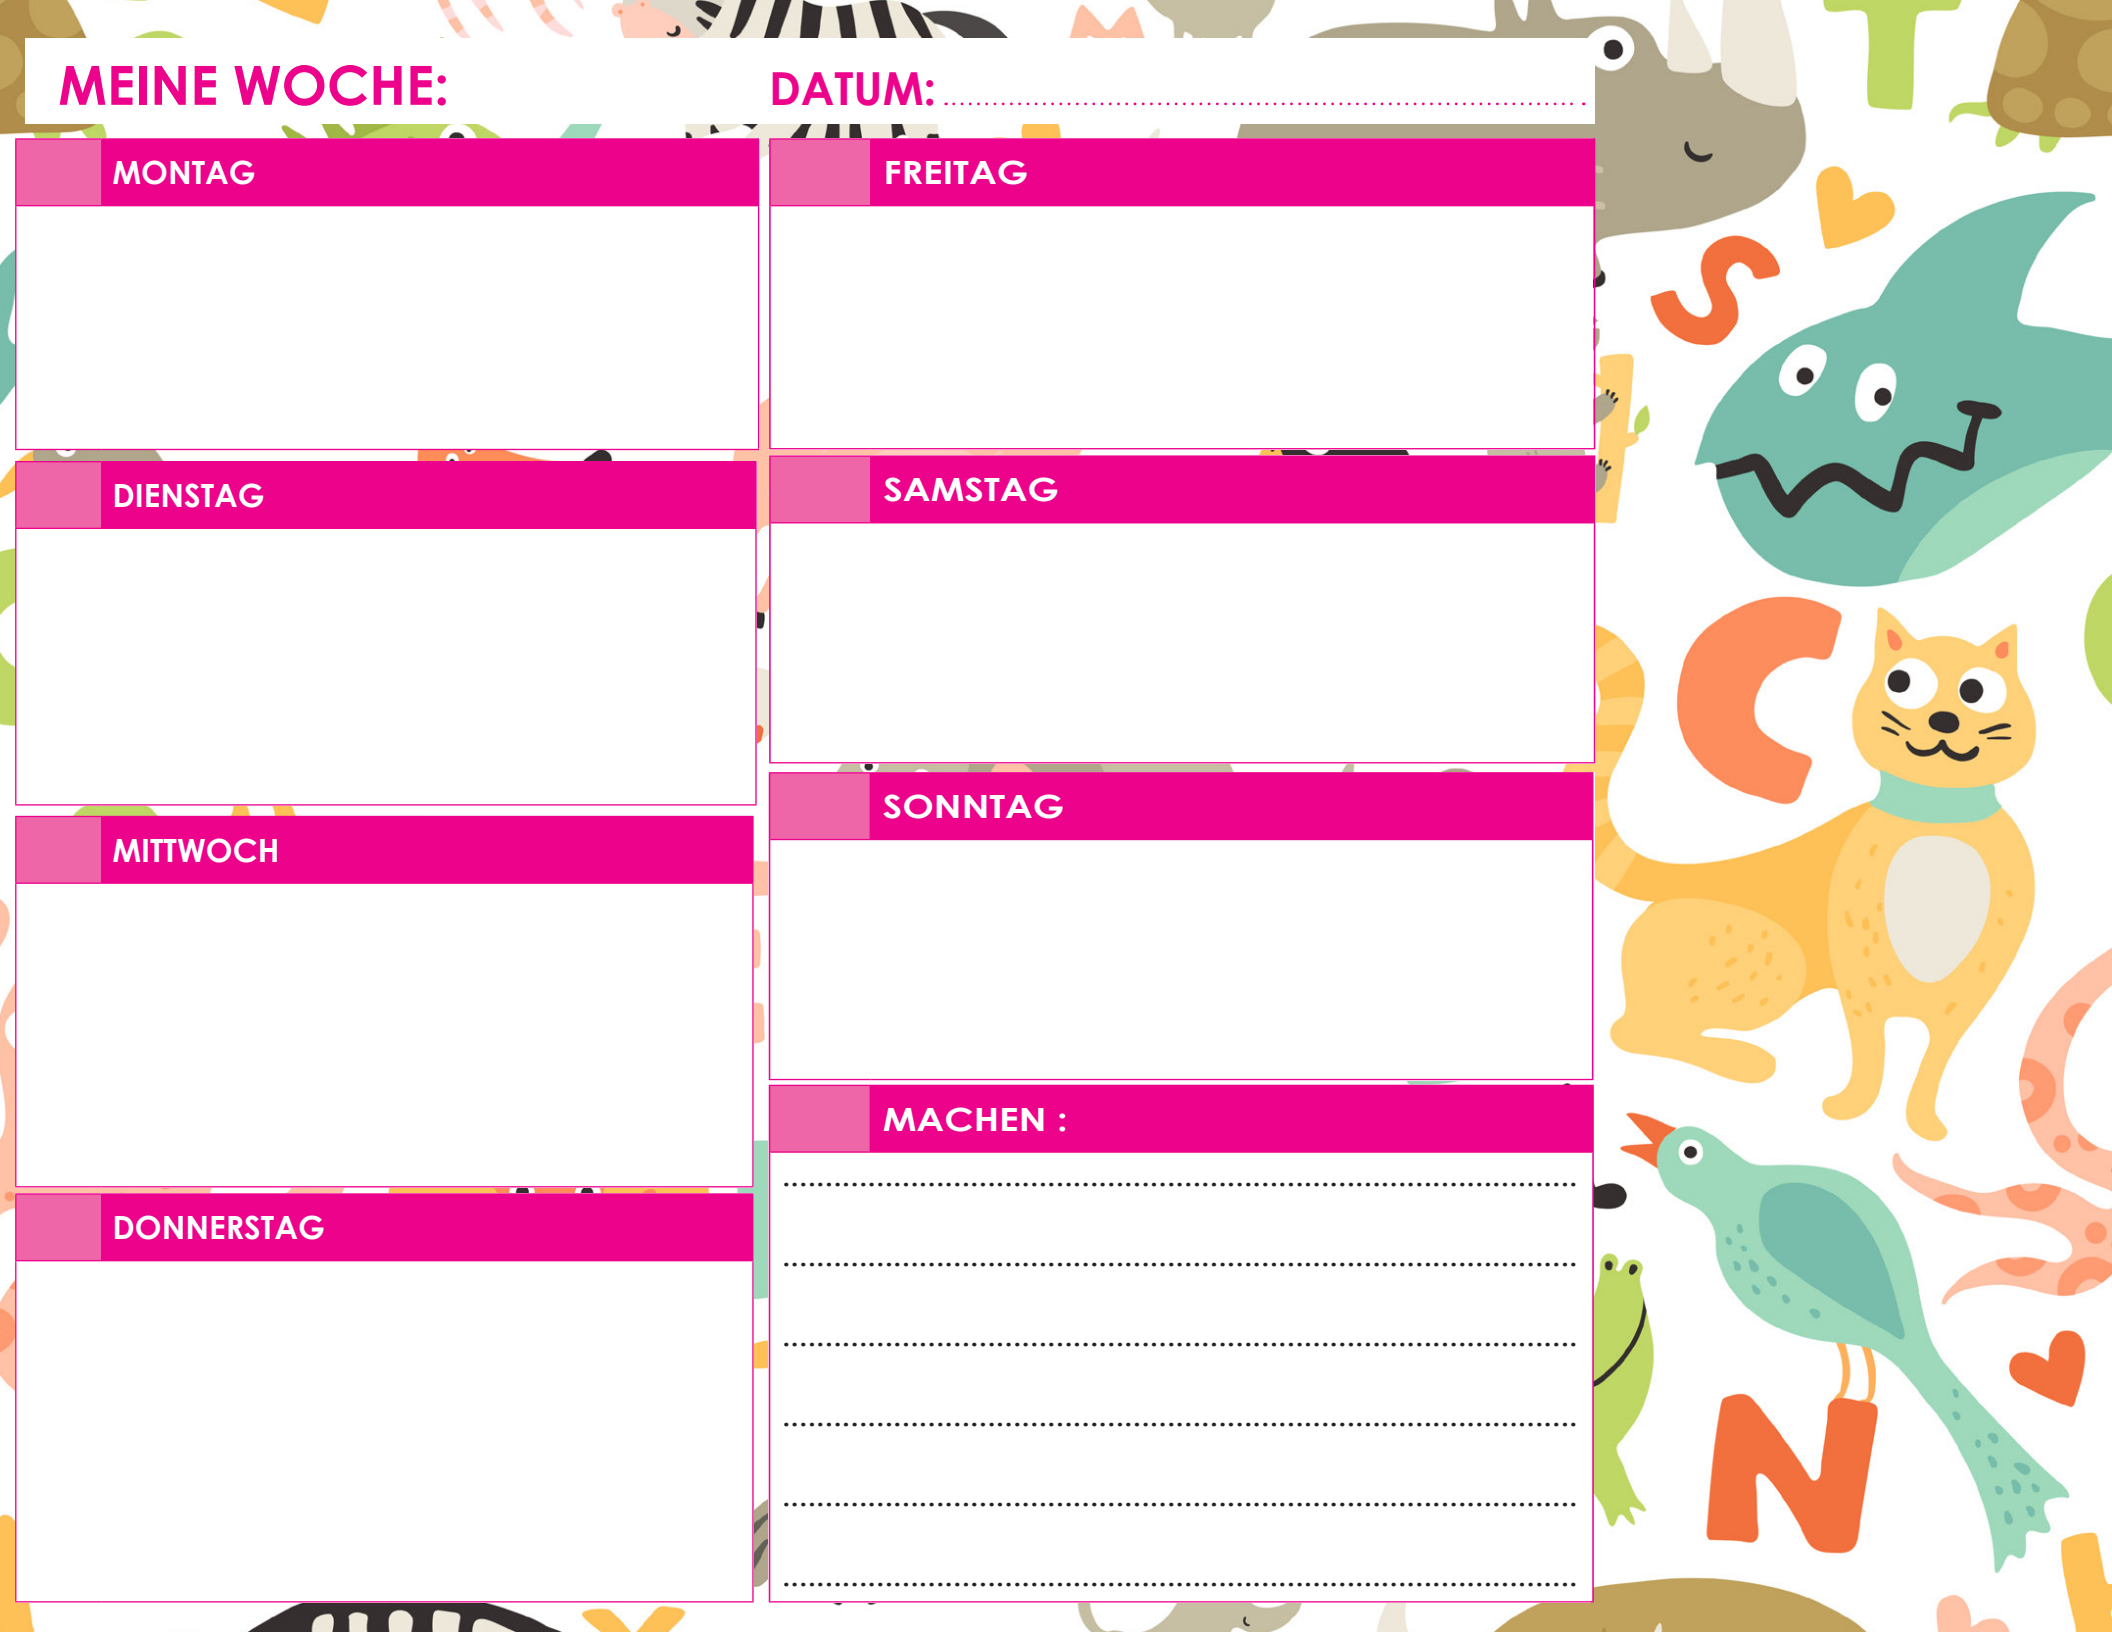 MEINE WOCHE:
DATUM:
MONTAG
DIENSTAG
MITTWOCH
DONNERSTAG
FREITAG
SAMSTAG
SONNTAG
MACHEN :
T
S
C
N